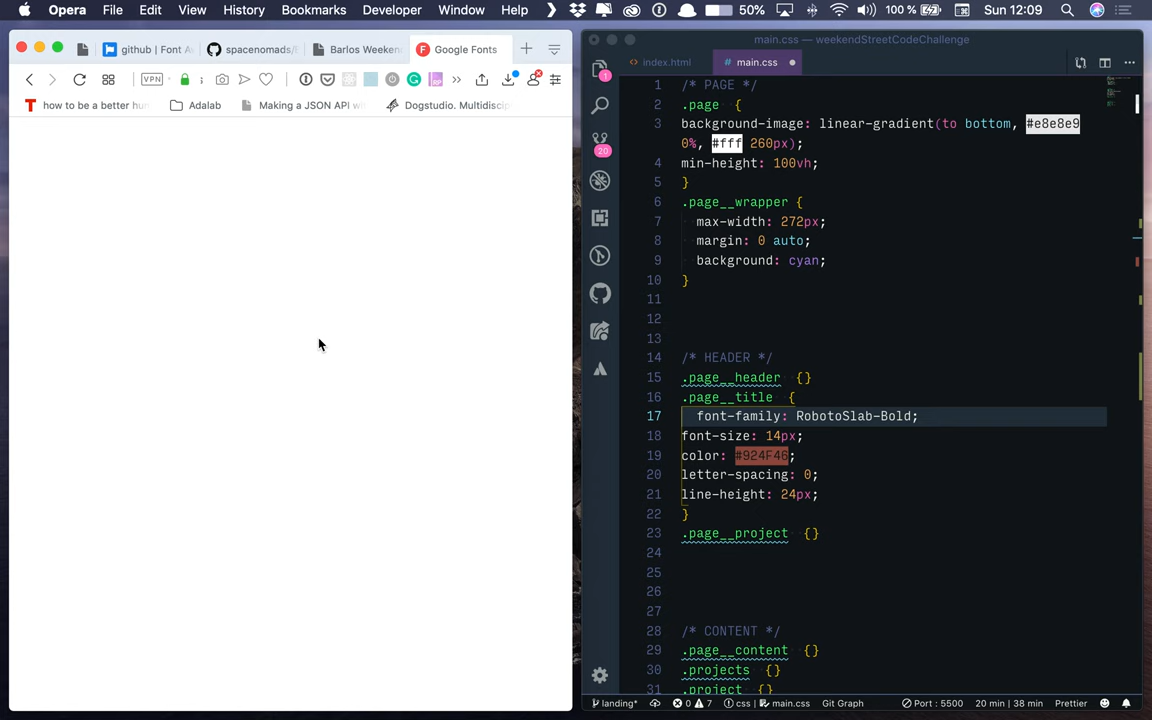 Opera File Edit View History Bookmarks Developer Window Help 50% 100 % Sun 12:09
github | Font A spacenomads/ Barlos Weeken Google Fonts
VPN
how to be a better hu Adalab Making a JSON API wi Dogstudio. Multidiscip
main.css — weekendStreetCodeChallenge
index.html # main.css
1 /* PAGE */
2 .page {
3 background-image: linear-gradient(to bottom, #e8e8e9
0%, #fff 260px);
4 min-height: 100vh;
5 }
6 .page__wrapper {
7 max-width: 272px;
8 margin: 0 auto;
9 background: cyan;
10 }
11
12
13
14 /* HEADER */
15 .page__header {}
16 .page__title {
17 font-family: RobotoSlab-Bold;
18 font-size: 14px;
19 color: #924F46;
20 letter-spacing: 0;
21 line-height: 24px;
22 }
23 .page__project {}
24
25
26
27
28 /* CONTENT */
29 .page__content {}
30 .projects {}
31 .project {}
1
20
landing* 0 7 css main.css Git Graph Port : 5500 20 min | 38 min Prettier